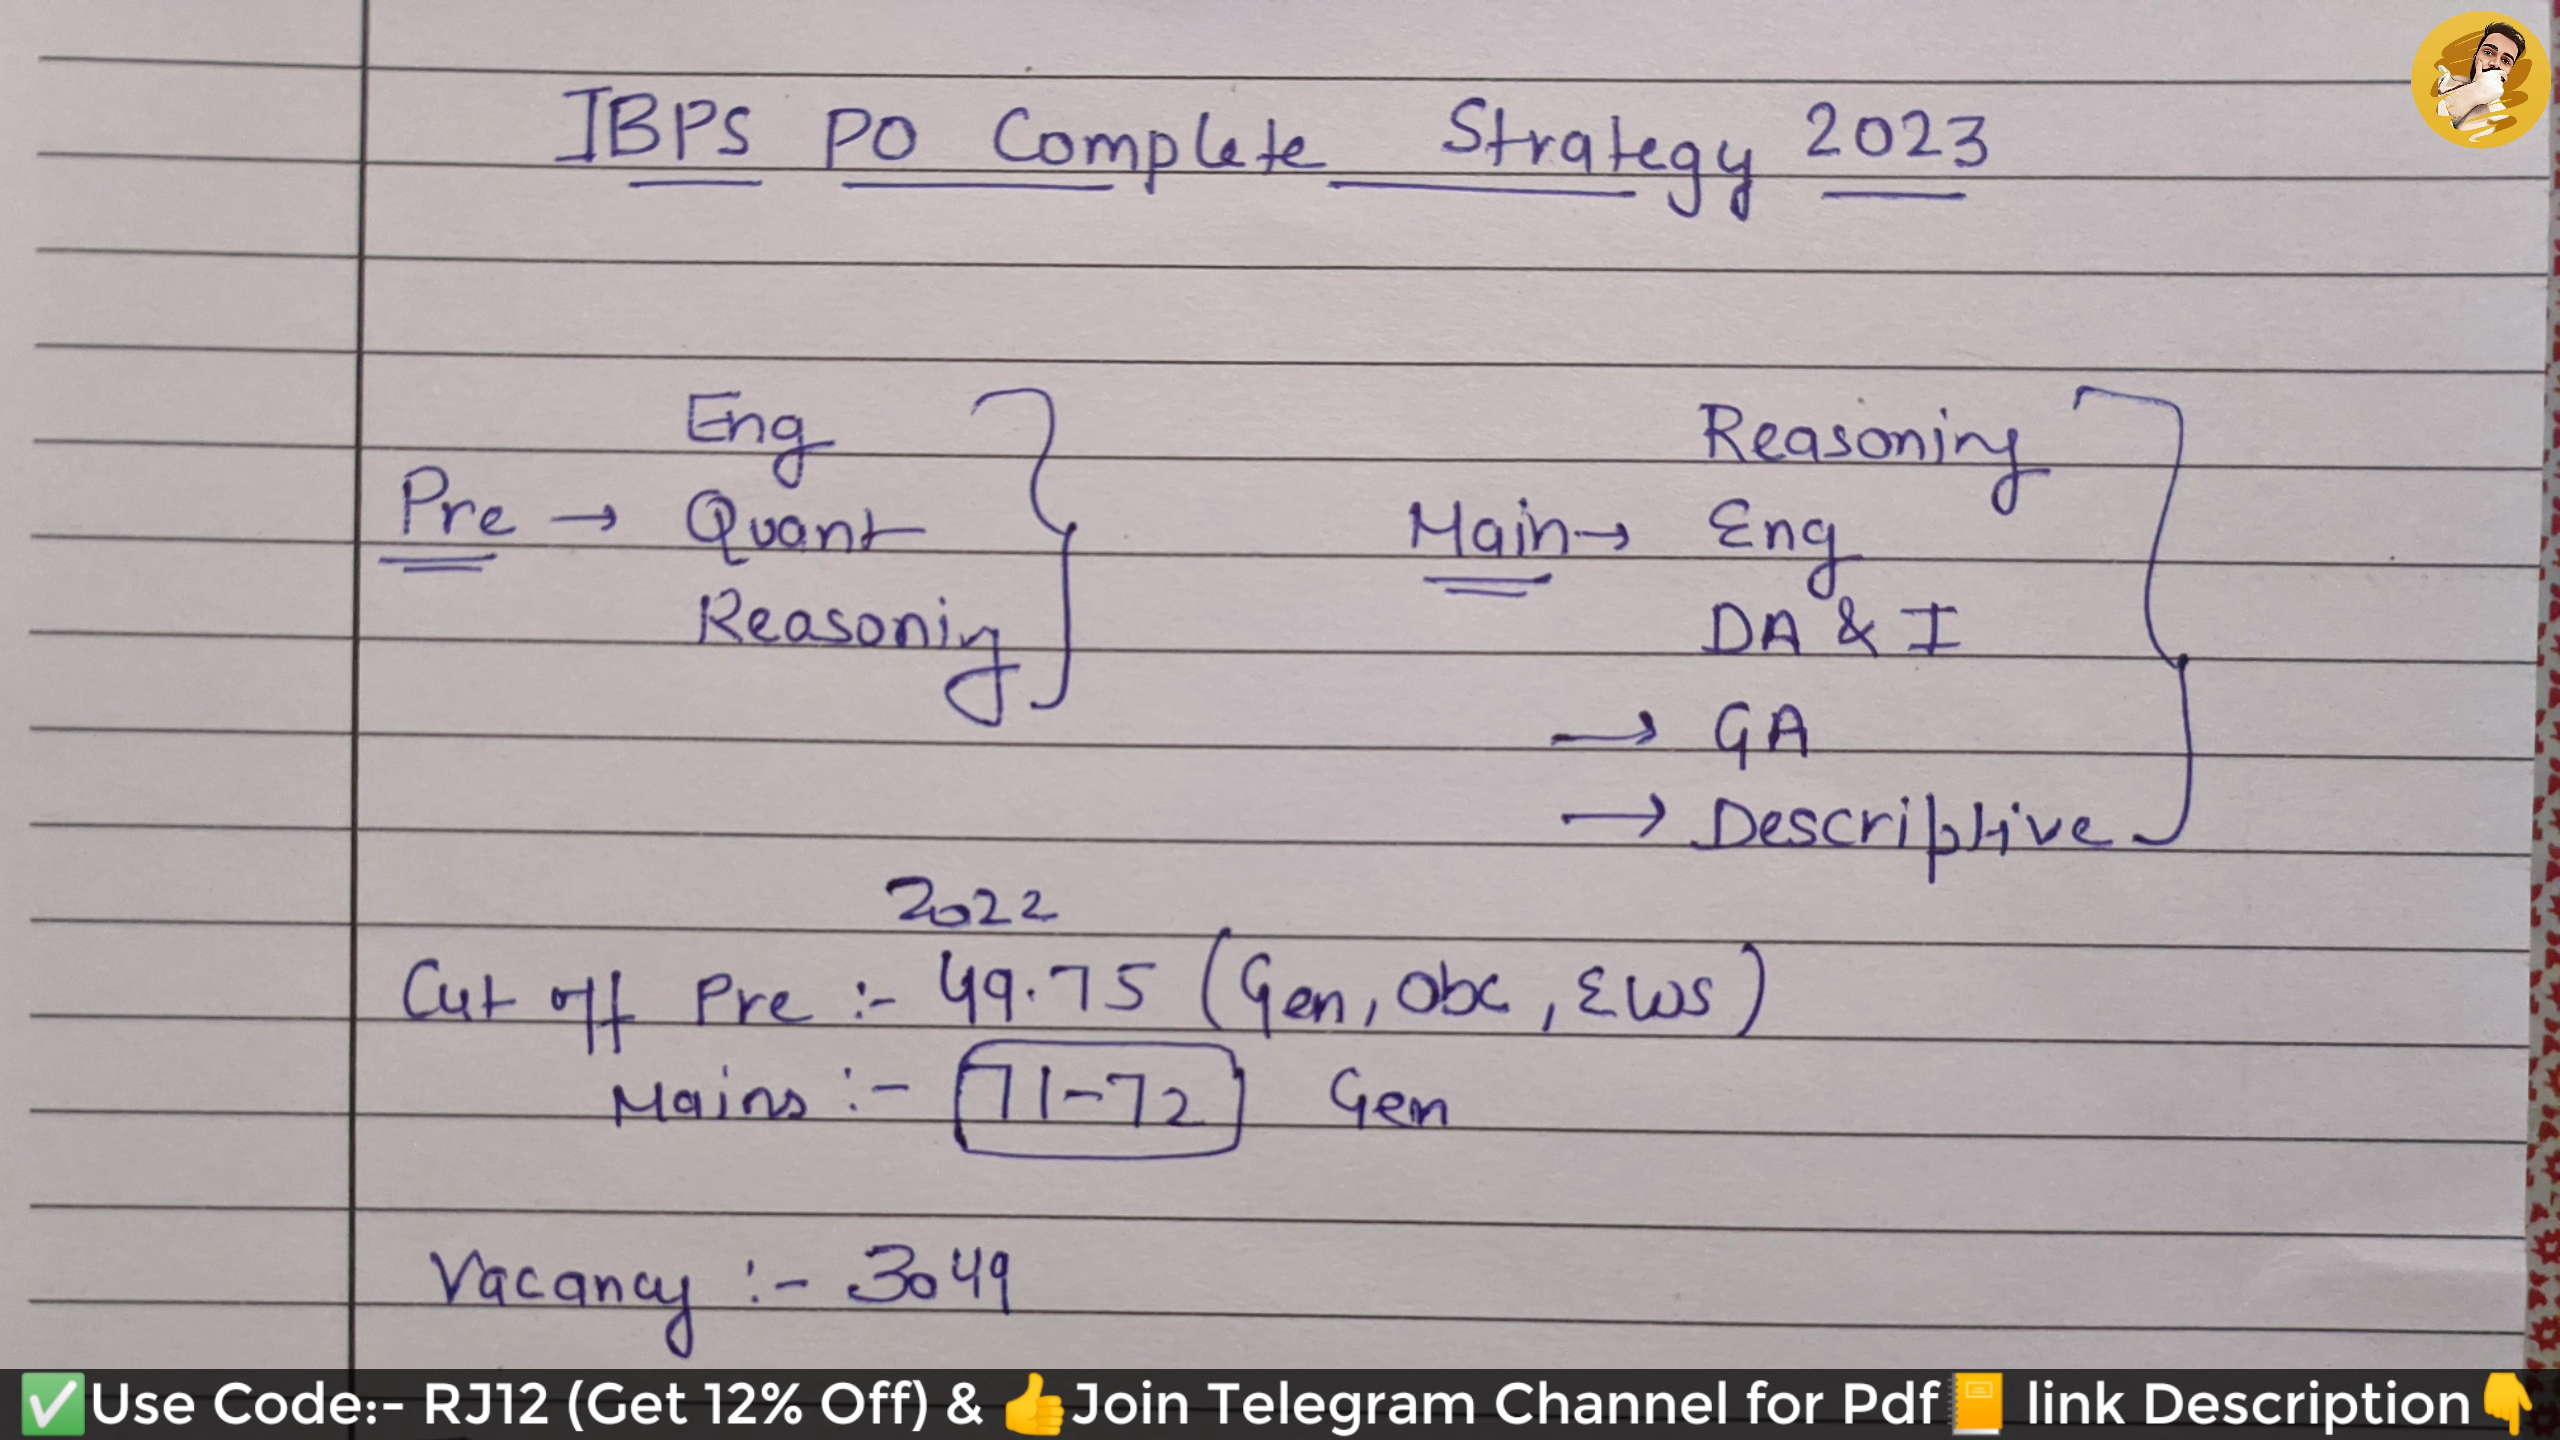 IBPS PO Complete Strategy 2023
Pre → Eng
Quant
Reasoning
Main → Reasoning
Eng
DA & I
→ GA
→ Descriptive
2022
Cut off Pre :- 49.75 (Gen, Obc, EWS)
Mains :- 71-72 Gen
Vacancy :- 3049
✅Use Code:- RJ12 (Get 12% Off) & 👍Join Telegram Channel for Pdf📒 link Description👇